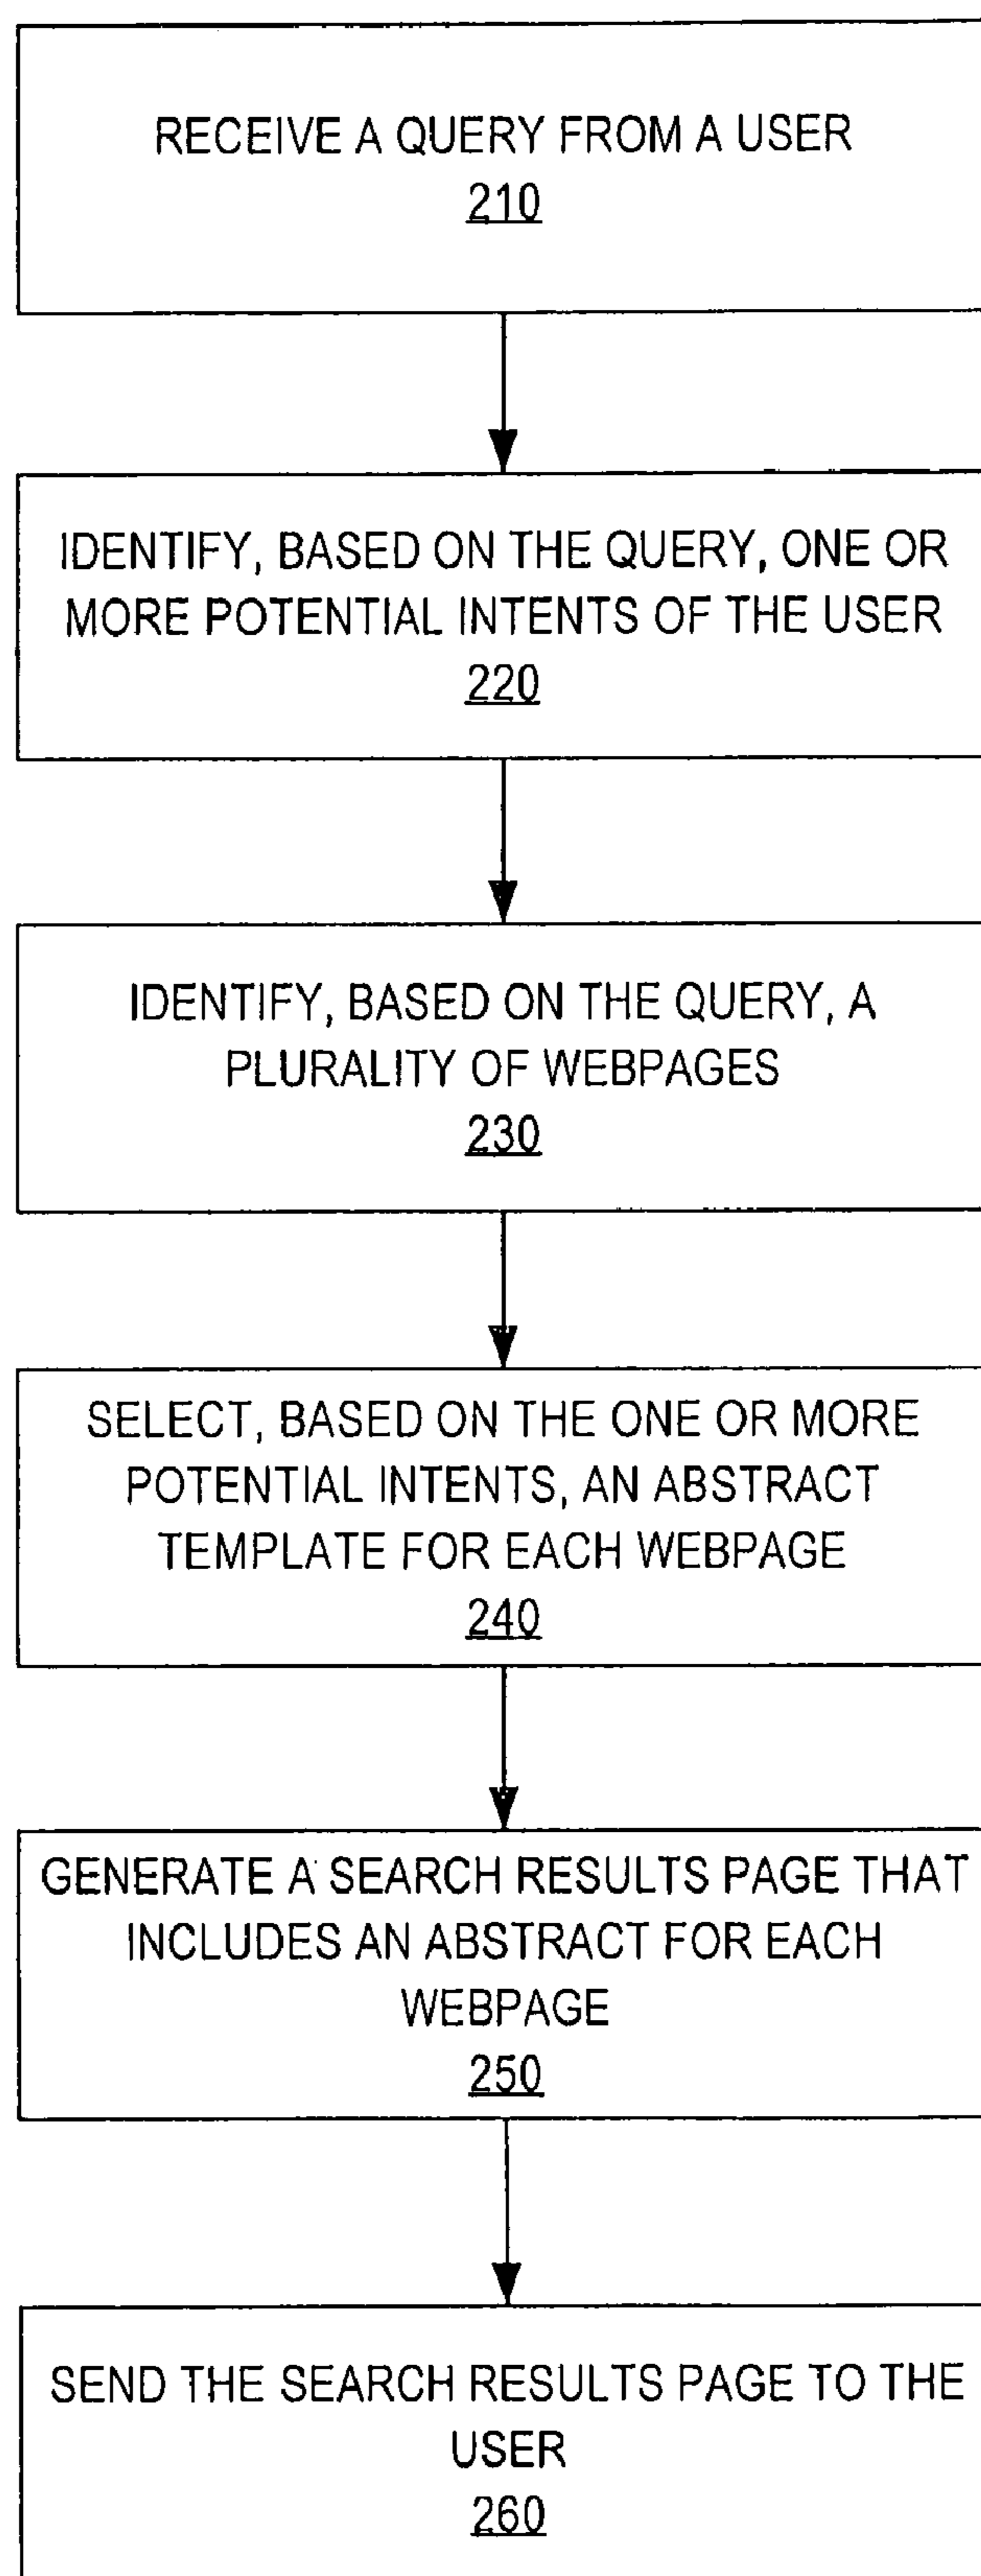 RECEIVE A QUERY FROM A USER
210
IDENTIFY, BASED ON THE QUERY, ONE OR
MORE POTENTIAL INTENTS OF THE USER
220
IDENTIFY, BASED ON THE QUERY, A
PLURALITY OF WEBPAGES
230
SELECT, BASED ON THE ONE OR MORE
POTENTIAL INTENTS, AN ABSTRACT
TEMPLATE FOR EACH WEBPAGE
240
GENERATE A SEARCH RESULTS PAGE THAT
INCLUDES AN ABSTRACT FOR EACH
WEBPAGE
250
SEND THE SEARCH RESULTS PAGE TO THE
USER
260